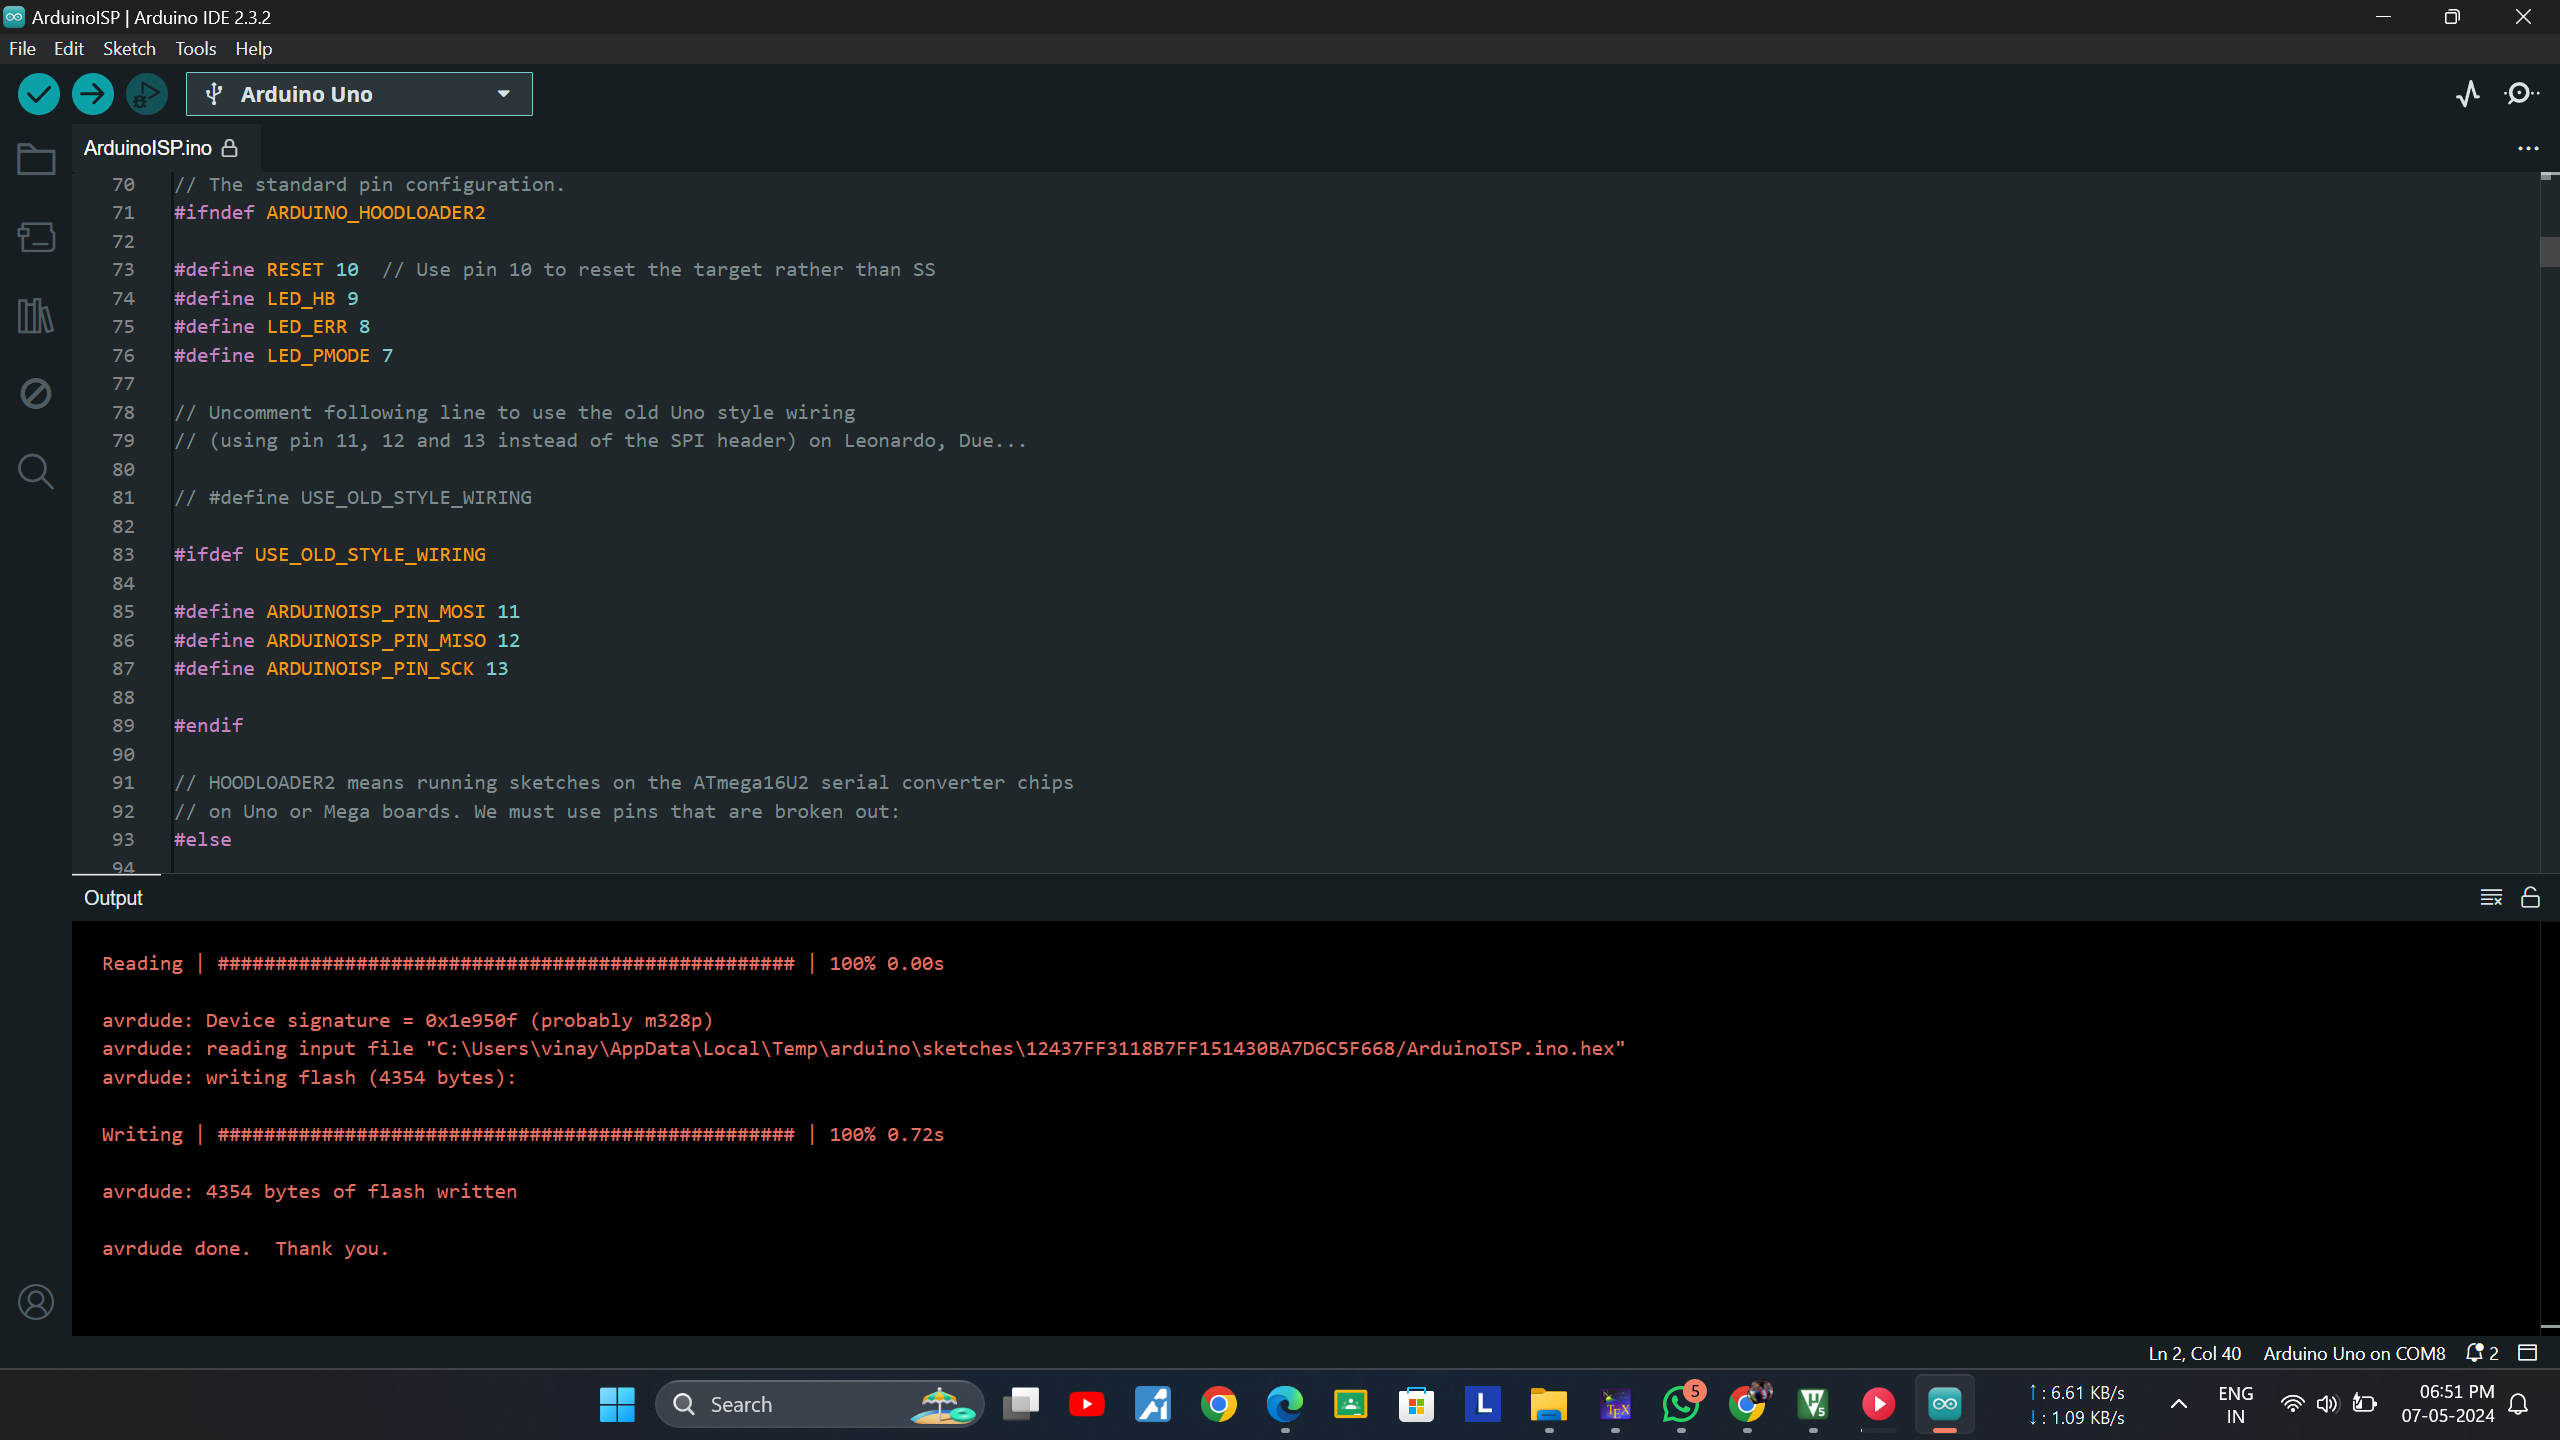 ArduinoISP | Arduino IDE 2.3.2
File Edit Sketch Tools Help
Arduino Uno
ArduinoISP.ino
70 // The standard pin configuration.
71 #ifndef ARDUINO_HOODLOADER2
72
73 #define RESET 10 // Use pin 10 to reset the target rather than SS
74 #define LED_HB 9
75 #define LED_ERR 8
76 #define LED_PMODE 7
77
78 // Uncomment following line to use the old Uno style wiring
79 // (using pin 11, 12 and 13 instead of the SPI header) on Leonardo, Due...
80
81 // #define USE_OLD_STYLE_WIRING
82
83 #ifdef USE_OLD_STYLE_WIRING
84
85 #define ARDUINOISP_PIN_MOSI 11
86 #define ARDUINOISP_PIN_MISO 12
87 #define ARDUINOISP_PIN_SCK 13
88
89 #endif
90
91 // HOODLOADER2 means running sketches on the ATmega16U2 serial converter chips
92 // on Uno or Mega boards. We must use pins that are broken out:
93 #else
94
Output
Reading | ################################################## | 100% 0.00s
avrdude: Device signature = 0x1e950f (probably m328p)
avrdude: reading input file "C:\Users\vinay\AppData\Local\Temp\arduino\sketches\12437FF3118B7FF151430BA7D6C5F668/ArduinoISP.ino.hex"
avrdude: writing flash (4354 bytes):
Writing | ################################################## | 100% 0.72s
avrdude: 4354 bytes of flash written
avrdude done. Thank you.
Ln 2, Col 40 Arduino Uno on COM8 2
Search
L
TEX
5
5
↑ : 6.61 KB/s
↓ : 1.09 KB/s
ENG
IN
06:51 PM
07-05-2024